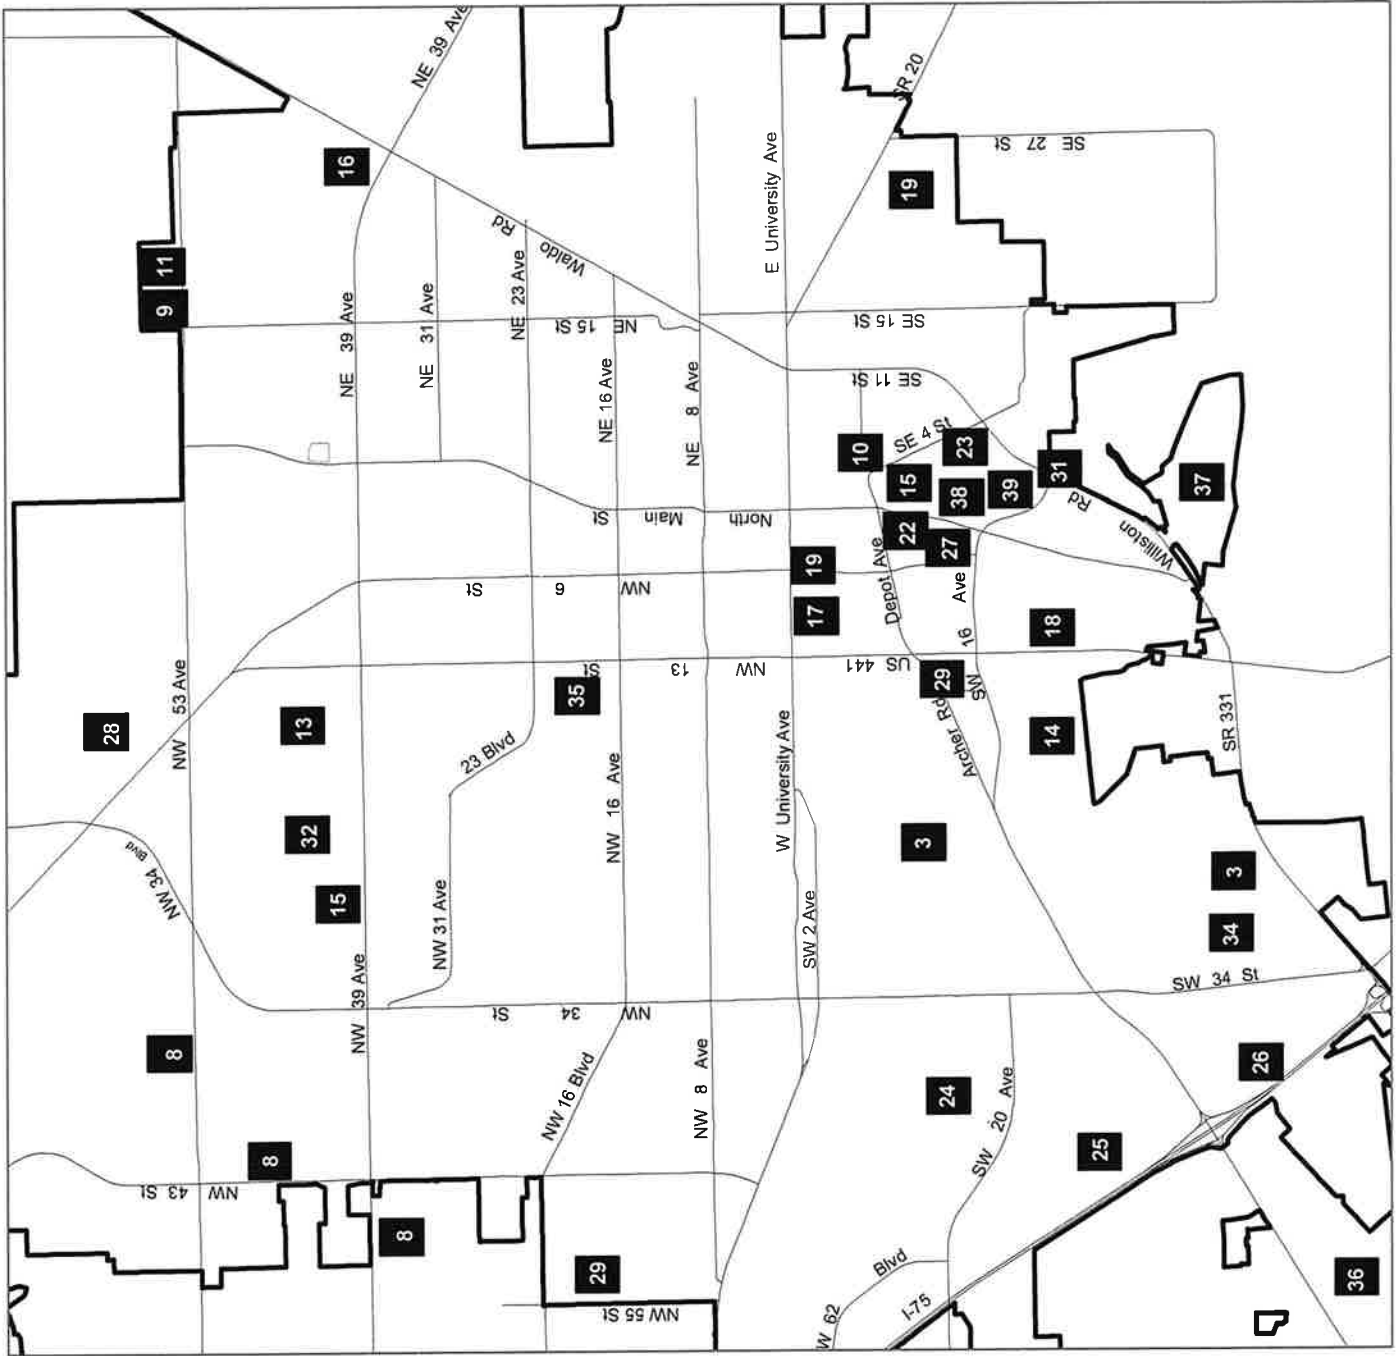 NE 39 Ave
SR 20
NE 39 Ave
16
E University Ave
SE 27 St
19
11
9
Waldo Rd
NE 23 Ave
NE 31 Ave
NE 39 Ave
NE 15 St
SE 15 St
NE 16 Ave
NE 8 Ave
SE 11 St
SE 4 St
10
23
15
38
39
31
37
North Main St
22
27
Williston Rd
Depot Ave
19
17
NW 6 St
SW 16 Ave
18
NW 53 Ave
28
13
35
NW 13 St
US 441
29
14
SR 331
Archer Rd
23 Blvd
W University Ave
NW 16 Ave
32
3
3
NW 34 Blvd
15
NW 31 Ave
SW 2 Ave
34
NW 39 Ave
NW 34 St
SW 34 St
8
NW 16 Blvd
NW 8 Ave
24
SW 20 Ave
26
25
8
NW 43 St
8
29
NW 55 St
W 62 Blvd
I-75
36